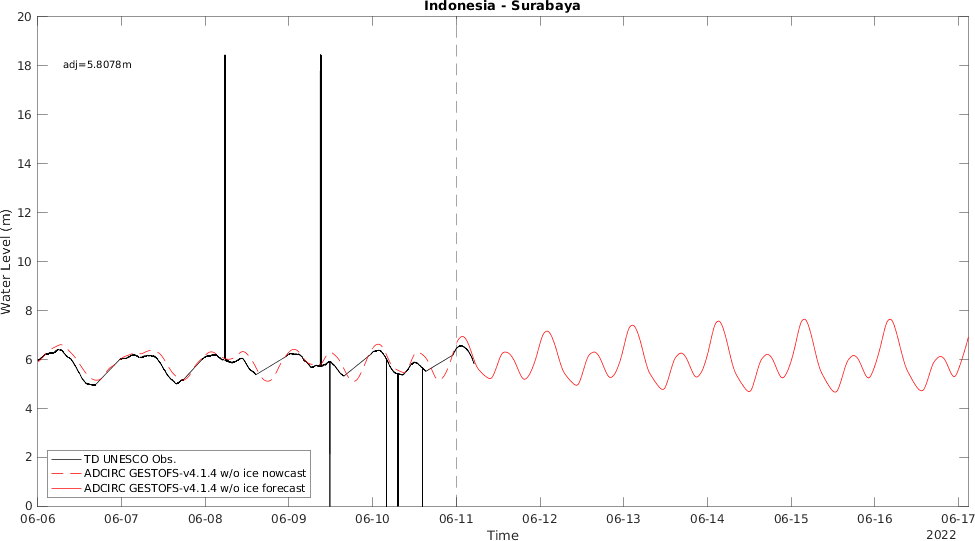 Indonesia - Surabaya
20
18
16
14
12
10
8
6
4
2
0
Water Level (m)
adj=5.8078m
TD UNESCO Obs.
ADCIRC GESTOFS-v4.1.4 w/o ice nowcast
ADCIRC GESTOFS-v4.1.4 w/o ice forecast
06-06 06-07 06-08 06-09 06-10 06-11 06-12 06-13 06-14 06-15 06-16 06-17
Time
2022